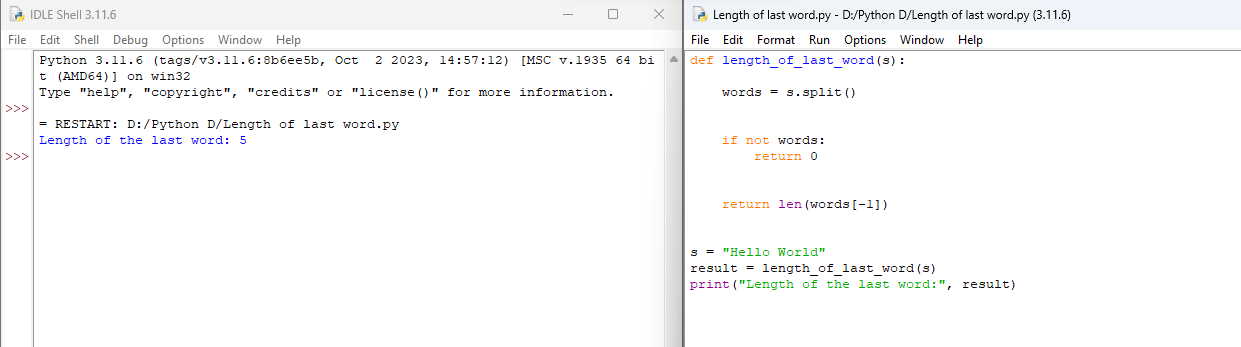 IDLE Shell 3.11.6
File Edit Shell Debug Options Window Help
Python 3.11.6 (tags/v3.11.6:8b6ee5b, Oct  2 2023, 14:57:12) [MSC v.1935 64 bi
t (AMD64)] on win32
Type "help", "copyright", "credits" or "license()" for more information.
>>>
= RESTART: D:/Python D/Length of last word.py
Length of the last word: 5
>>>
Length of last word.py - D:/Python D/Length of last word.py (3.11.6)
File Edit Format Run Options Window Help
def length_of_last_word(s):
    words = s.split()
    if not words:
        return 0
    return len(words[-1])
s = "Hello World"
result = length_of_last_word(s)
print("Length of the last word:", result)